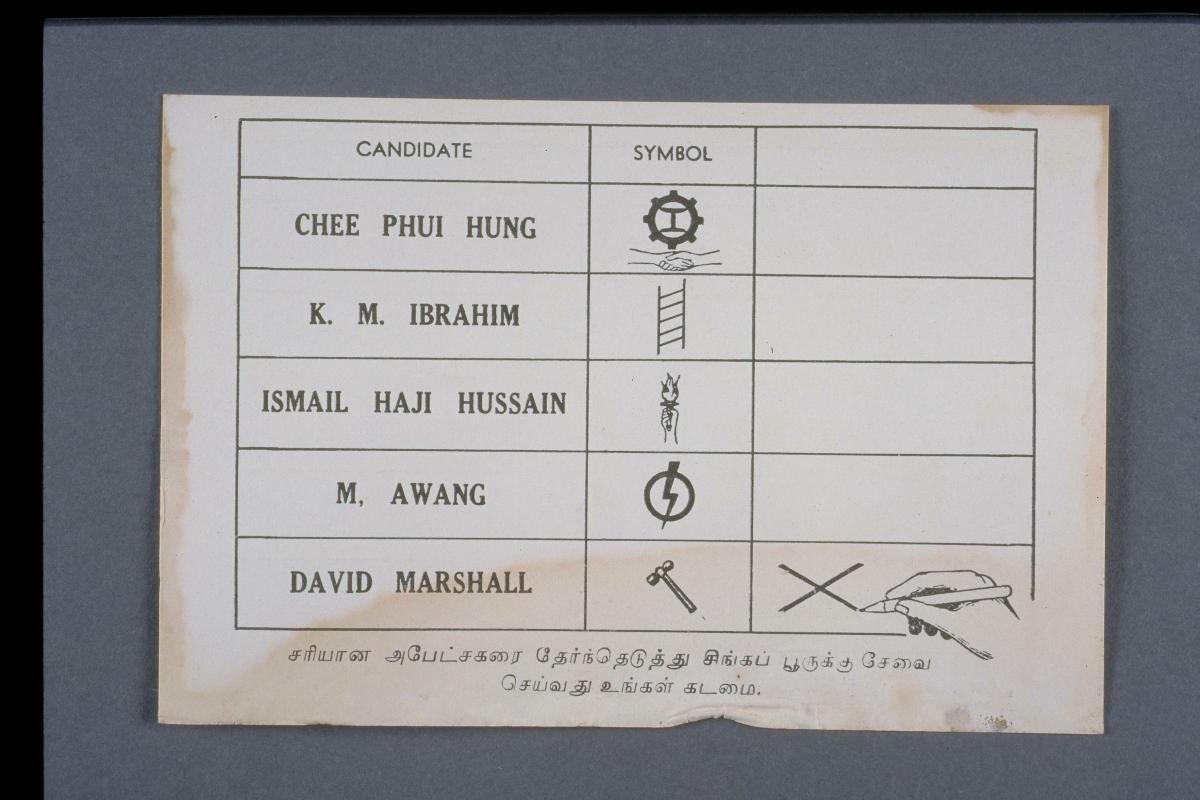 CANDIDATE SYMBOL
CHEE PHUI HUNG
K. M. IBRAHIM
ISMAIL HAJI HUSSAIN
M, AWANG
DAVID MARSHALL
சரியான அபேட்சகரை தேர்ந்தெடுத்து சிங்கப் பூருக்கு சேவை
செய்வது உங்கள் கடமை.